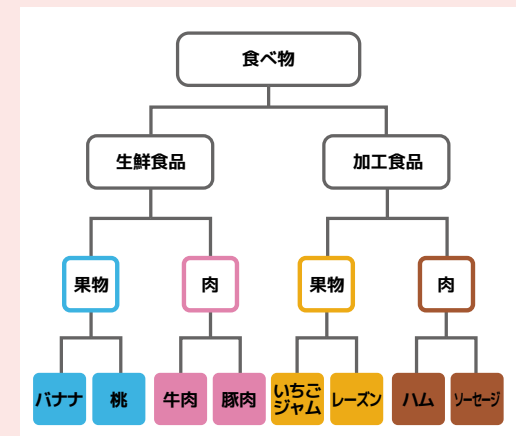 食べ物
生鮮食品
加工食品
果物
肉
果物
肉
バナナ
桃
牛肉
豚肉
いちご
ジャム
レーズン
ハム
ソーセージ